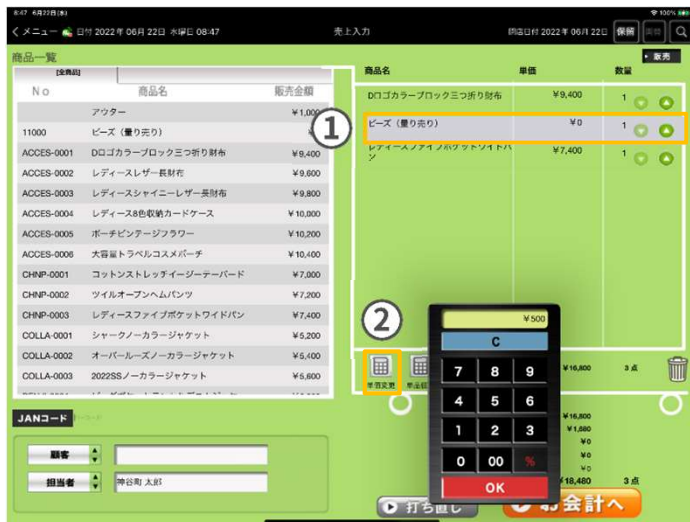 8:47 6月22日(水)
100%
メニュー 日付 2022年 06月 22日 水曜日 08:47
売上入力
開店日付 2022年 06月 22日
保留
商品一覧
・販売
[全商品]
No 商品名 販売金額
アウター ¥1,000
11000 ビーズ（量り売り）
ACCES-0001 Dロゴカラーブロック三つ折り財布 ¥9,400
ACCES-0002 レディースレザー長財布 ¥9,600
ACCES-0003 レディースシャイニーレザー長財布 ¥9,800
ACCES-0004 レディース8色収納カードケース ¥10,000
ACCES-0005 ポーチビンテージフラワー ¥10,200
ACCES-0006 大容量トラベルコスメポーチ ¥10,400
CHNP-0001 コットンストレッチイージーテーパード ¥7,000
CHNP-0002 ツイルオープンヘムパンツ ¥7,200
CHNP-0003 レディースファイブポケットワイドパン ¥7,400
COLLA-0001 シャークノーカラージャケット ¥5,200
COLLA-0002 オーバールーズノーカラージャケット ¥5,400
COLLA-0003 2022SSノーカラージャケット ¥5,600
JANコード
顧客
担当者 神谷町 太郎
商品名 単価 数量
Dロゴカラーブロック三つ折り財布 ¥9,400 1
①
ビーズ（量り売り） ¥0 1
レディースファイブポケットワイドパン ¥7,400 1
②
単価変更
¥16,800 3点
¥500
C
7 8 9
4 5 6
1 2 3
0 00 %
OK
¥16,800
¥1,680
¥0
¥0
¥0
¥18,480 3点
打ち直し
お会計へ